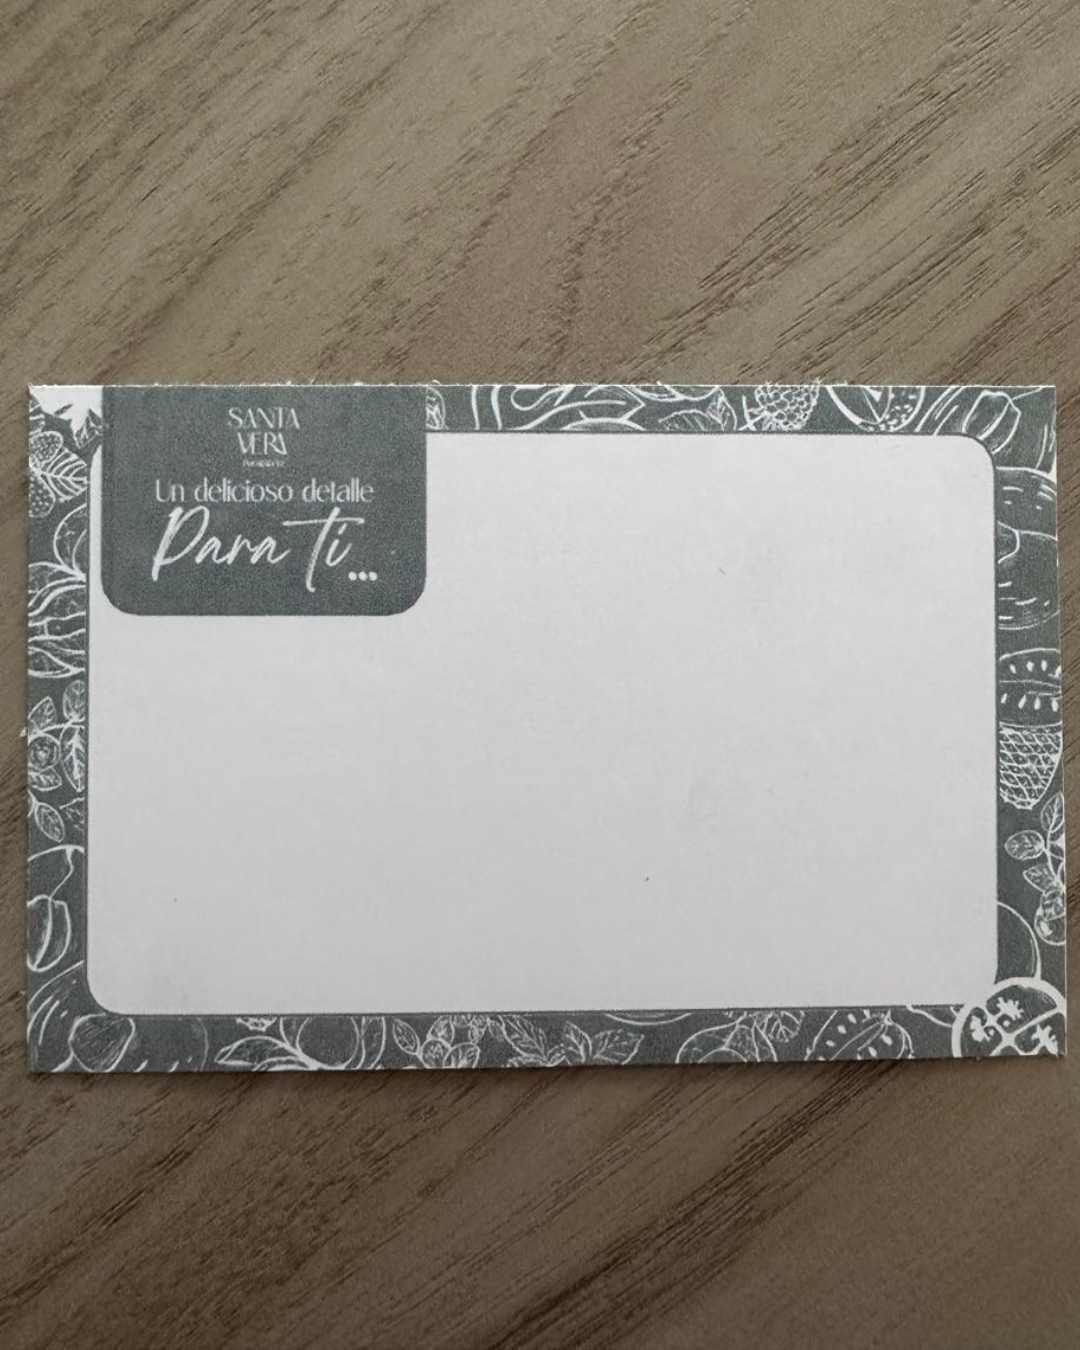 SANTA
VERA
Un delicioso detalle
Para Ti...